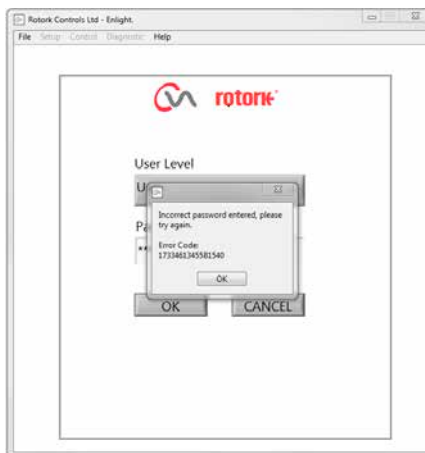 Rotork Controls Ltd - Enlight.
File Setup Control Diagnostic Help
rotork
User Level
U
Incorrect password entered, please
try again.
Pa
Error Code:
1733461345581540
**
OK
OK CANCEL